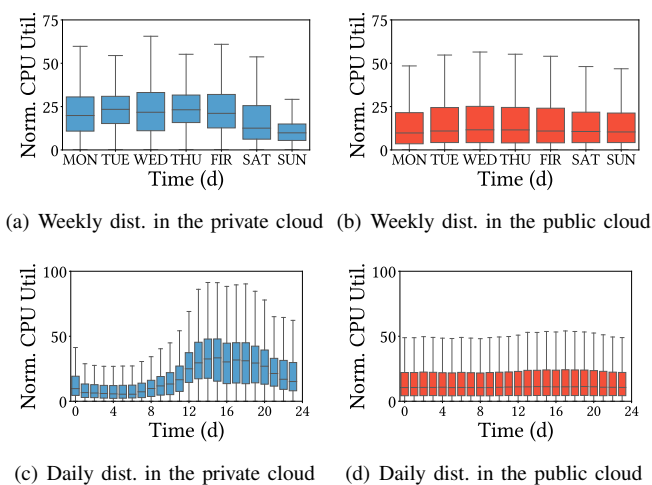 75
50
25
0
Norm. CPU Util.
MON TUE WED THU FIR SAT SUN
Time (d)
75
50
25
0
Norm. CPU Util.
MON TUE WED THU FRI SAT SUN
Time (d)
(a) Weekly dist. in the private cloud
(b) Weekly dist. in the public cloud
100
50
0
Norm. CPU Util.
0 4 8 12 16 20 24
Time (d)
100
50
0
Norm. CPU Util.
0 4 8 12 16 20 24
Time (d)
(c) Daily dist. in the private cloud
(d) Daily dist. in the public cloud